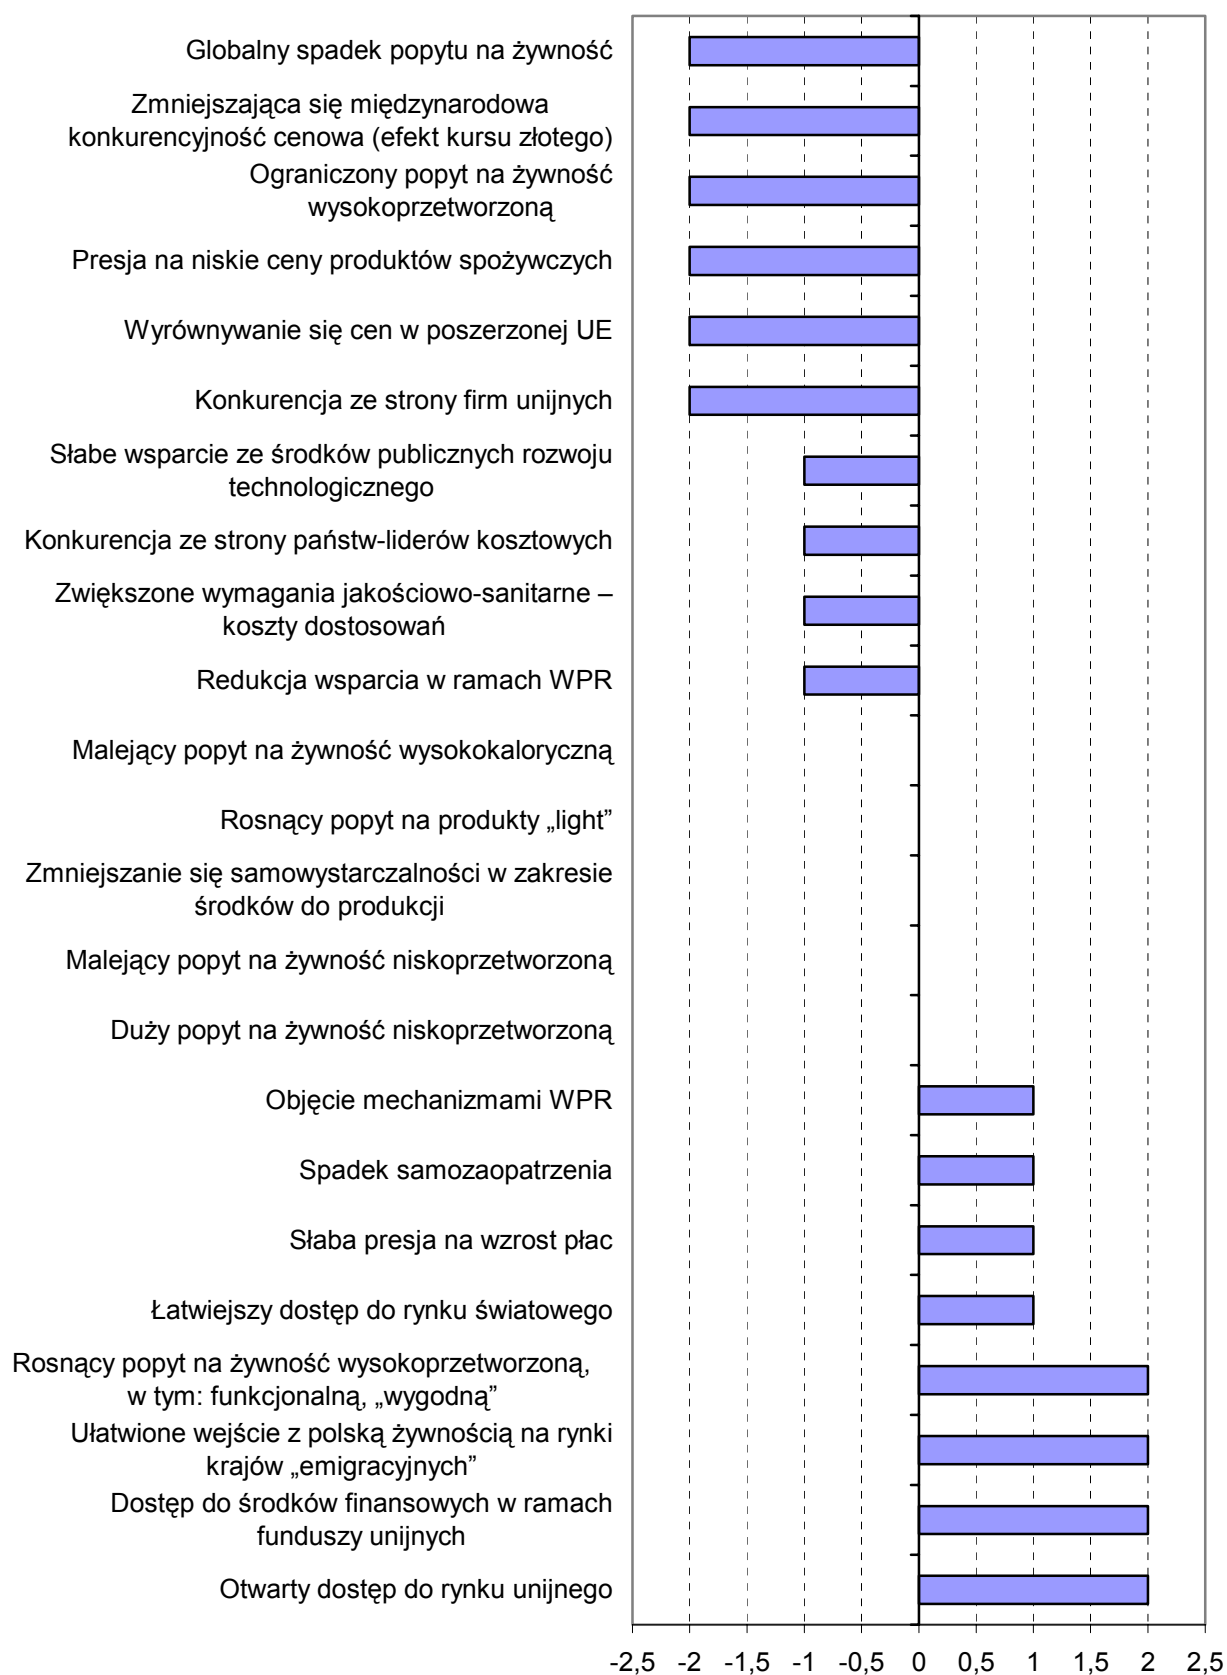 Globalny spadek popytu na żywność
Zmniejszająca się międzynarodowa
konkurencyjność cenowa (efekt kursu złotego)
Ograniczony popyt na żywność
wysokoprzetworzoną
Presja na niskie ceny produktów spożywczych
Wyrównywanie się cen w poszerzonej UE
Konkurencja ze strony firm unijnych
Słabe wsparcie ze środków publicznych rozwoju
technologicznego
Konkurencja ze strony państw-liderów kosztowych
Zwiększone wymagania jakościowo-sanitarne –
koszty dostosowań
Redukcja wsparcia w ramach WPR
Malejący popyt na żywność wysokokaloryczną
Rosnący popyt na produkty „light”
Zmniejszanie się samowystarczalności w zakresie
środków do produkcji
Malejący popyt na żywność niskoprzetworzoną
Duży popyt na żywność niskoprzetworzoną
Objęcie mechanizmami WPR
Spadek samozaopatrzenia
Słaba presja na wzrost płac
Łatwiejszy dostęp do rynku światowego
Rosnący popyt na żywność wysokoprzetworzoną,
w tym: funkcjonalną, „wygodną”
Ułatwione wejście z polską żywnością na rynki
krajów „emigracyjnych”
Dostęp do środków finansowych w ramach
funduszy unijnych
Otwarty dostęp do rynku unijnego
-2,5 -2 -1,5 -1 -0,5 0 0,5 1 1,5 2 2,5